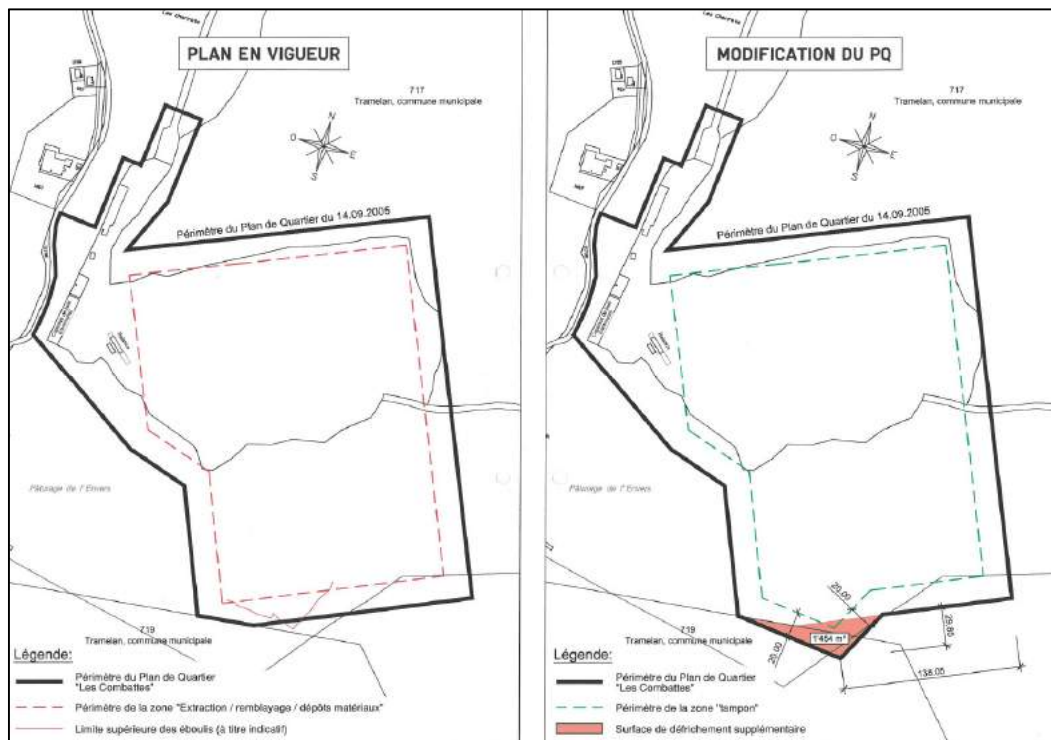 Les Charrats
PLAN EN VIGUEUR
717
Tramelan, commune municipale
N
O
E
S
Périmètre du Plan de Quartier du 14.09.2005
Pâturage de l'Envers
719
Tramelan, commune municipale
Légende:
Périmètre du Plan de Quartier
"Les Combattes"
Périmètre de la zone "Extraction / remblayage / dépôts matériaux"
Limite supérieure des éboulis (à titre indicatif)
MODIFICATION DU PQ
717
Tramelan, commune municipale
N
O
E
S
Périmètre du Plan de Quartier du 14.09.2005
Pâturage de l'Envers
20.00
20.00
1'464 m²
29.85
138.05
719
Tramelan, commune municipale
Légende:
Périmètre du Plan de Quartier
"Les Combattes"
Périmètre de la zone "tampon"
Surface de défrichement supplémentaire